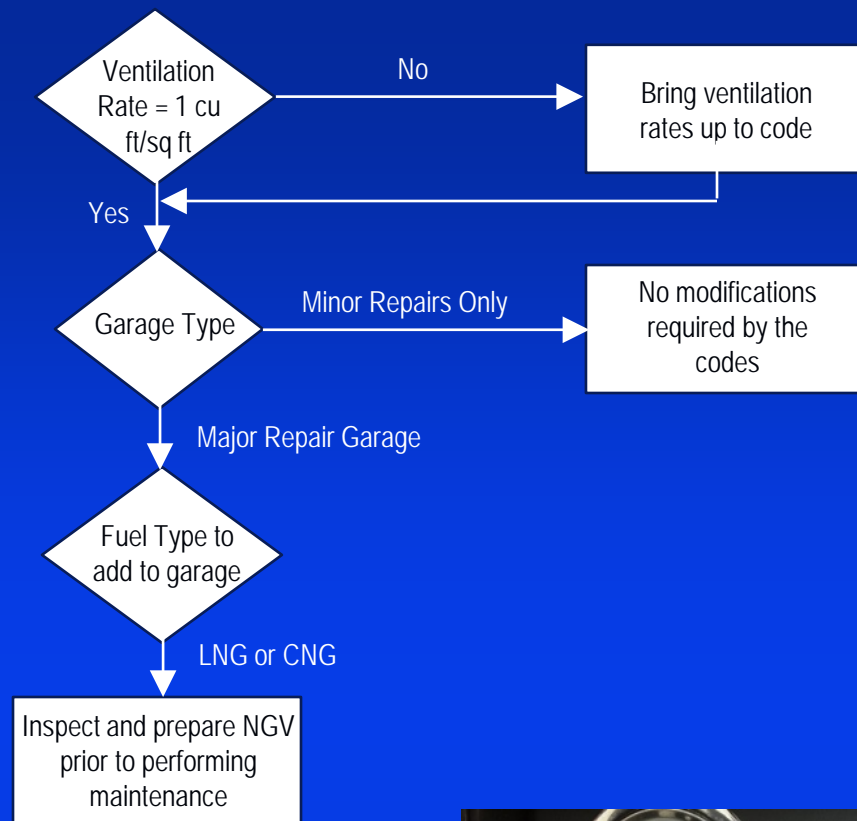 Ventilation
Rate = 1 cu
ft/sq ft
No
Bring ventilation
rates up to code
Yes
Garage Type
Minor Repairs Only
No modifications
required by the
codes
Major Repair Garage
Fuel Type to
add to garage
LNG or CNG
Inspect and prepare NGV
prior to performing
maintenance